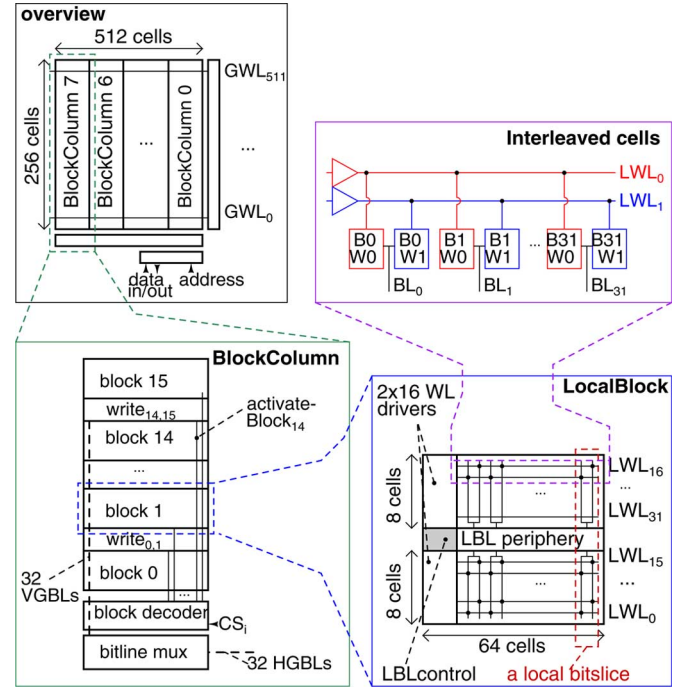 overview
512 cells
256 cells
BlockColumn 7
BlockColumn 6
...
BlockColumn 0
GWL511
...
GWL0
data
in/out
address
Interleaved cells
LWL0
LWL1
B0
W0
B0
W1
B1
W0
B1
W1
...
B31
W0
B31
W1
BL0
BL1
BL31
BlockColumn
block 15
write14,15
block 14
...
block 1
write0,1
block 0
...
block decoder
bitline mux
activate-
Block14
32
VGBLs
CSi
32 HGBLs
LocalBlock
2x16 WL
drivers
8 cells
8 cells
LWL16
...
LWL31
LBL periphery
LWL15
...
LWL0
...
...
64 cells
LBLcontrol
a local bitslice